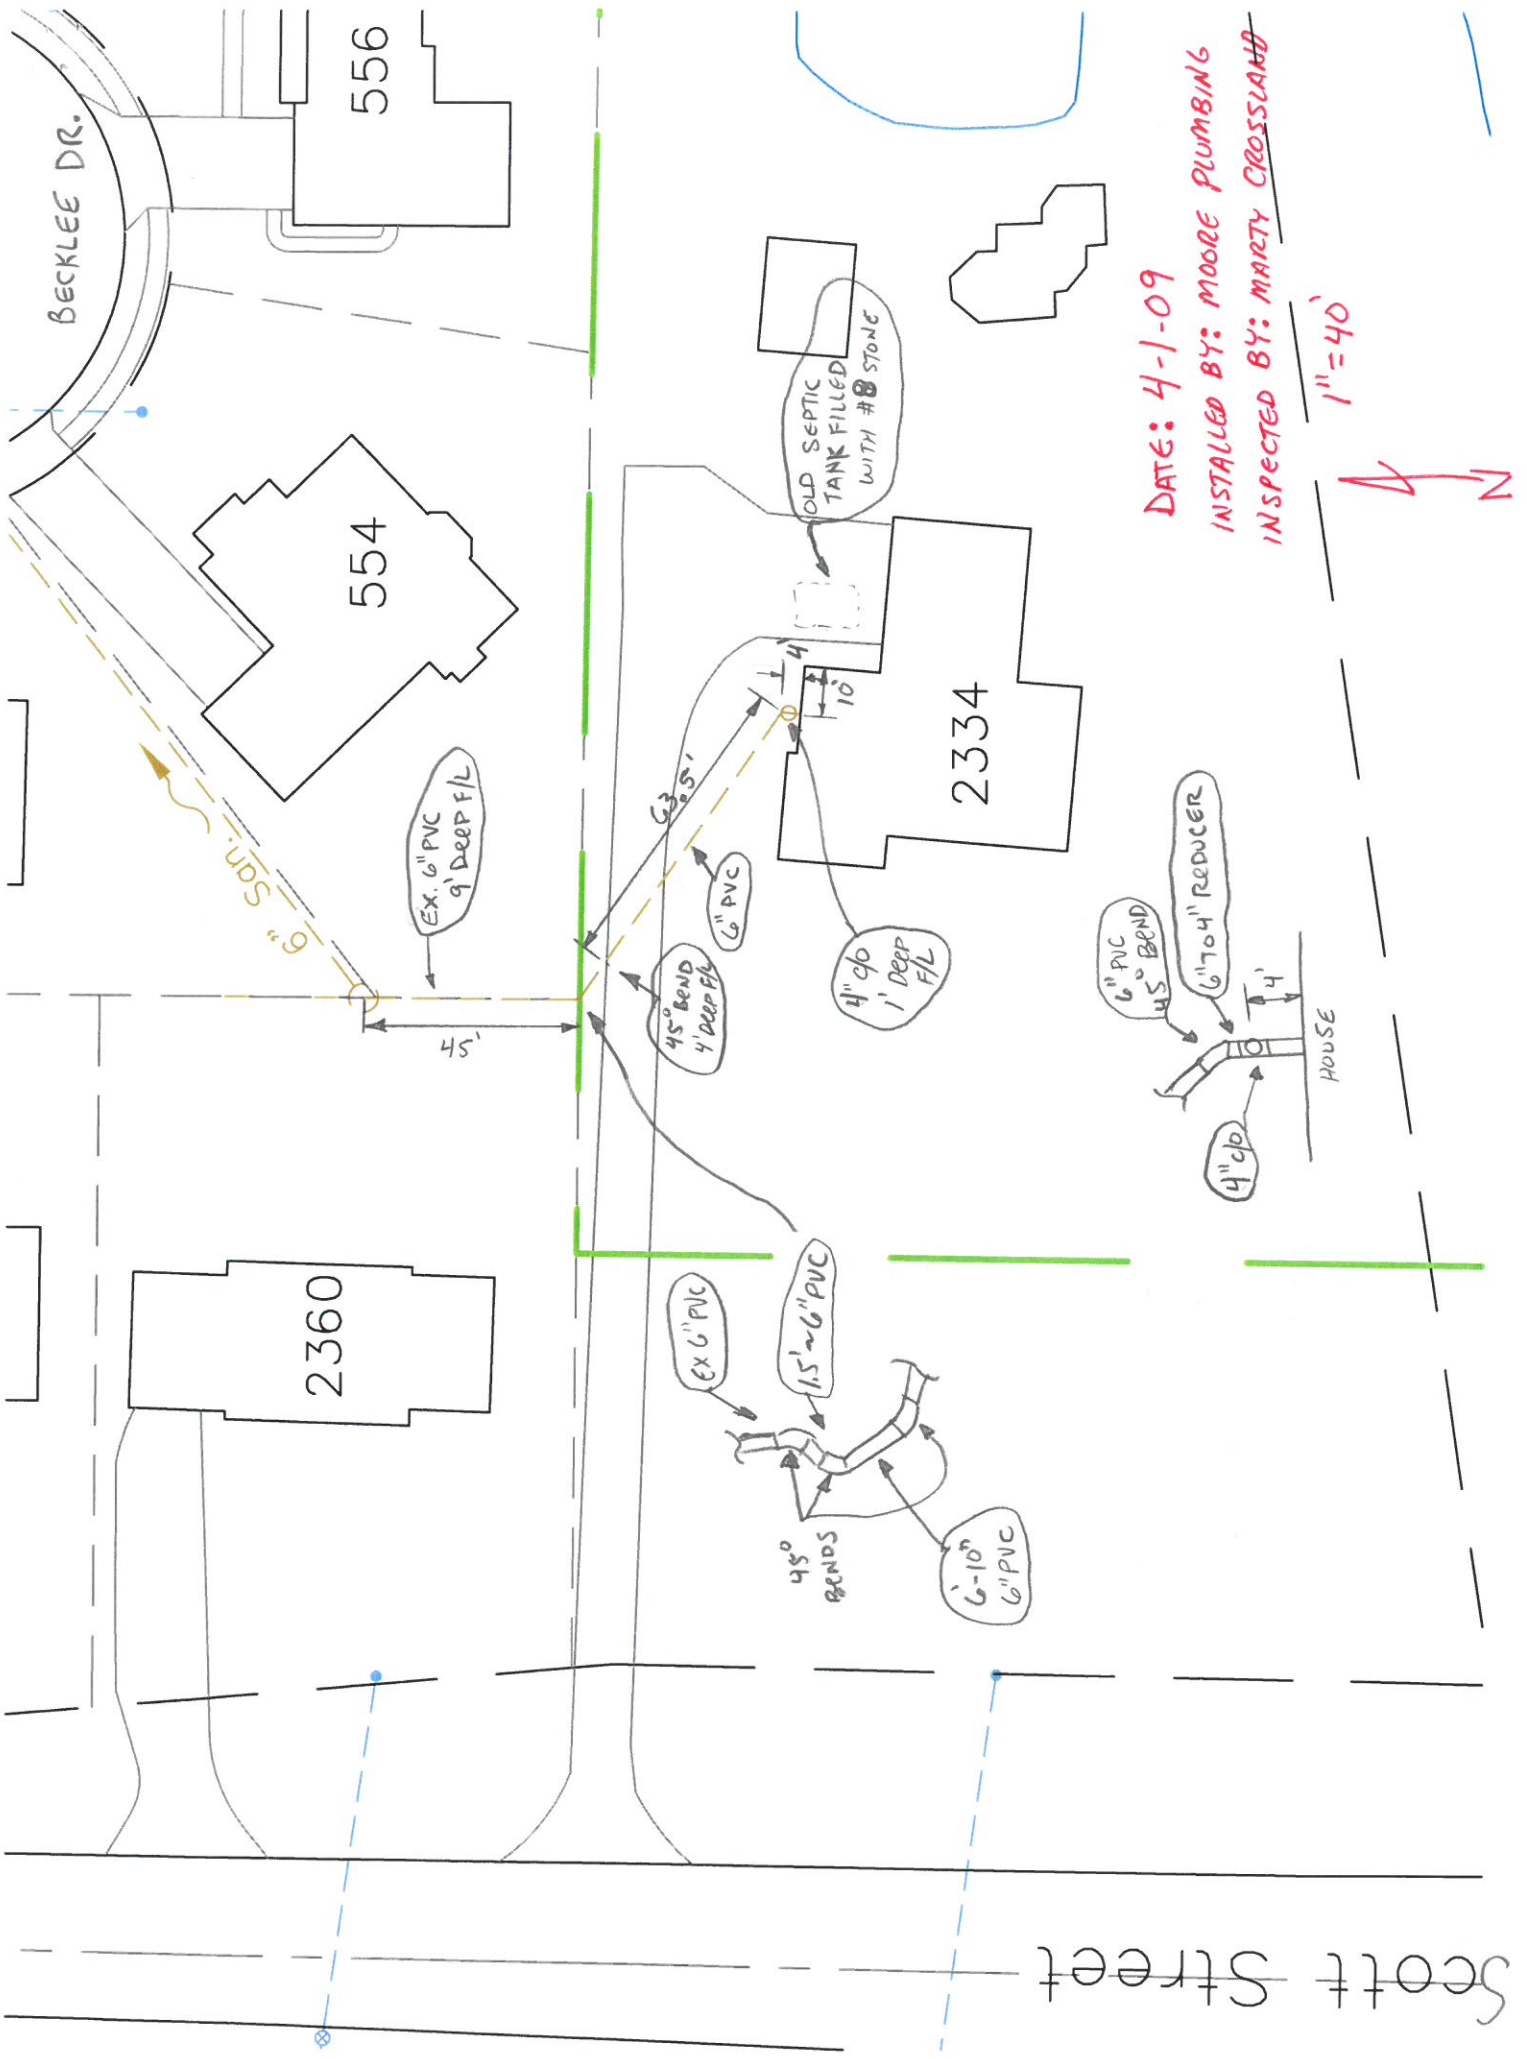 BECKLEE DR.
556
554
6" San.
EX. 6" PVC
9' DEEP F/L
45'
63.5'
6" PVC
45° BEND
4' DEEP F/L
4" c/o
1' DEEP
F/L
4'
10'
OLD SEPTIC
TANK FILLED
WITH #8 STONE
2334
2360
EX 6" PVC
1.5'~6" PVC
45°
BENDS
6'-10"
6" PVC
6" PVC
45° BEND
6" TO 4" REDUCER
4'
4" c/o
HOUSE
DATE: 4-1-09
INSTALLED BY: MOORE PLUMBING
INSPECTED BY: MARTY CROSSLAND
1"=40'
N
Scott Street